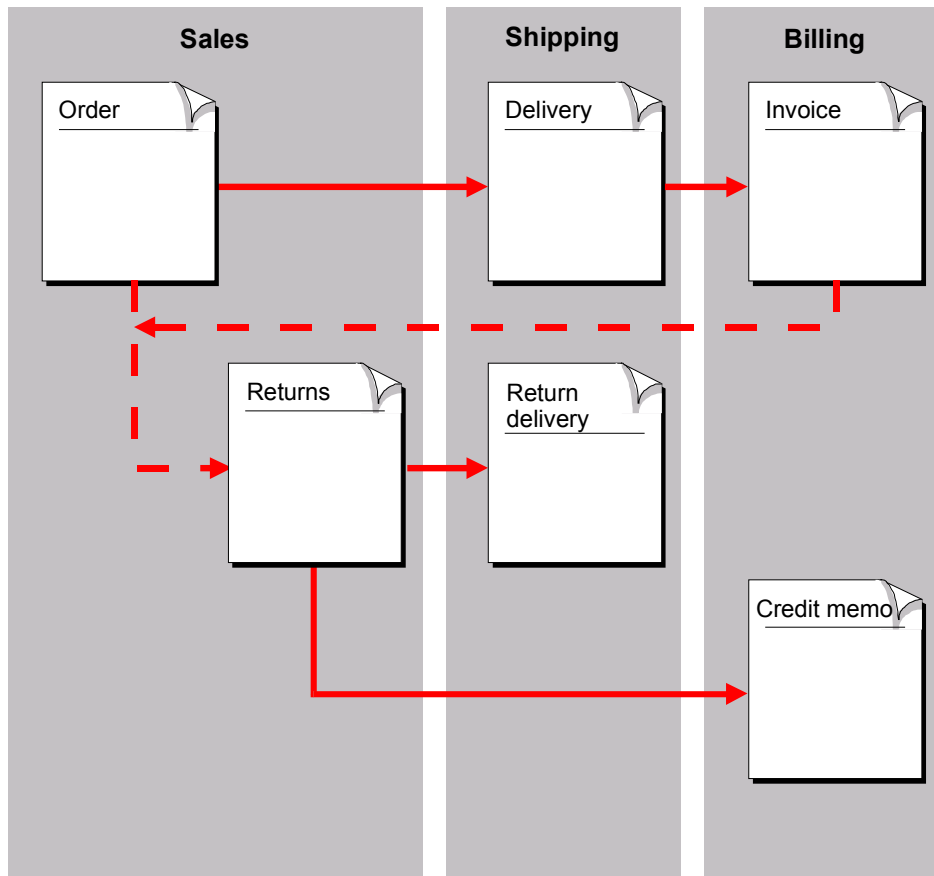 Sales
Shipping
Billing
Order
Delivery
Invoice
Returns
Return
delivery
Credit memo